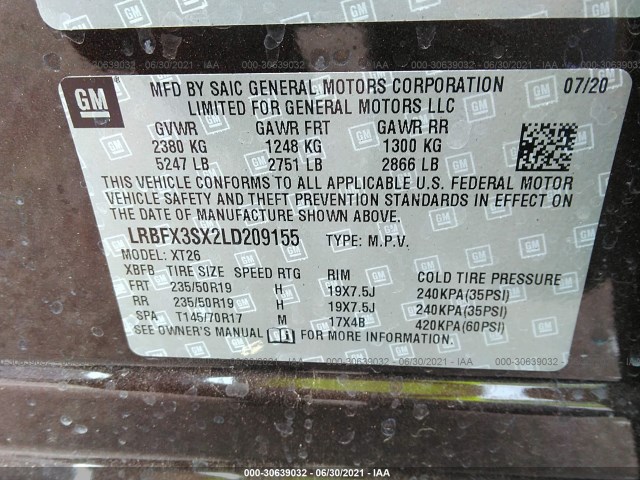 GM
MFD BY SAIC GENERAL MOTORS CORPORATION 07/20
LIMITED FOR GENERAL MOTORS LLC
GVWR GAWR FRT GAWR RR
2380 KG 1248 KG 1300 KG
5247 LB 2751 LB 2866 LB
THIS VEHICLE CONFORMS TO ALL APPLICABLE U.S. FEDERAL MOTOR
VEHICLE SAFETY AND THEFT PREVENTION STANDARDS IN EFFECT ON
THE DATE OF MANUFACTURE SHOWN ABOVE.
LRBFX3SX2LD209155 TYPE: M.P.V.
MODEL: XT26
XBFB TIRE SIZE SPEED RTG RIM COLD TIRE PRESSURE
FRT 235/50R19 H 19X7.5J 240KPA(35PSI)
RR 235/50R19 H 19X7.5J 240KPA(35PSI)
SPA T145/70R17 M 17X4B 420KPA(60PSI)
SEE OWNER'S MANUAL FOR MORE INFORMATION.
000-30639032 - 06/30/2021 - IAA